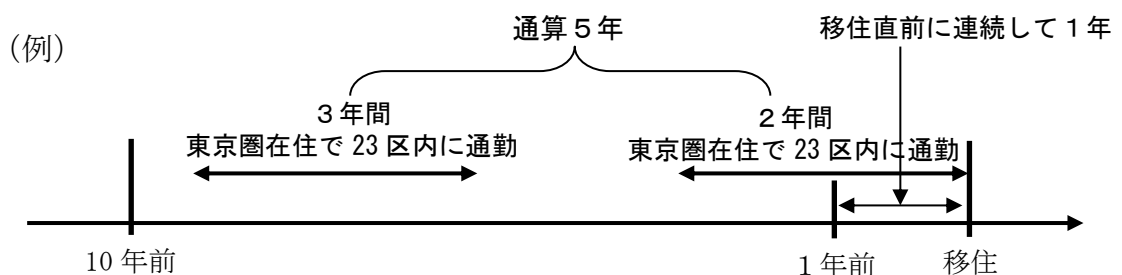 (例)
通算５年
移住直前に連続して１年
３年間
東京圏在住で 23 区内に通勤
２年間
東京圏在住で 23 区内に通勤
10 年前
１年前
移住